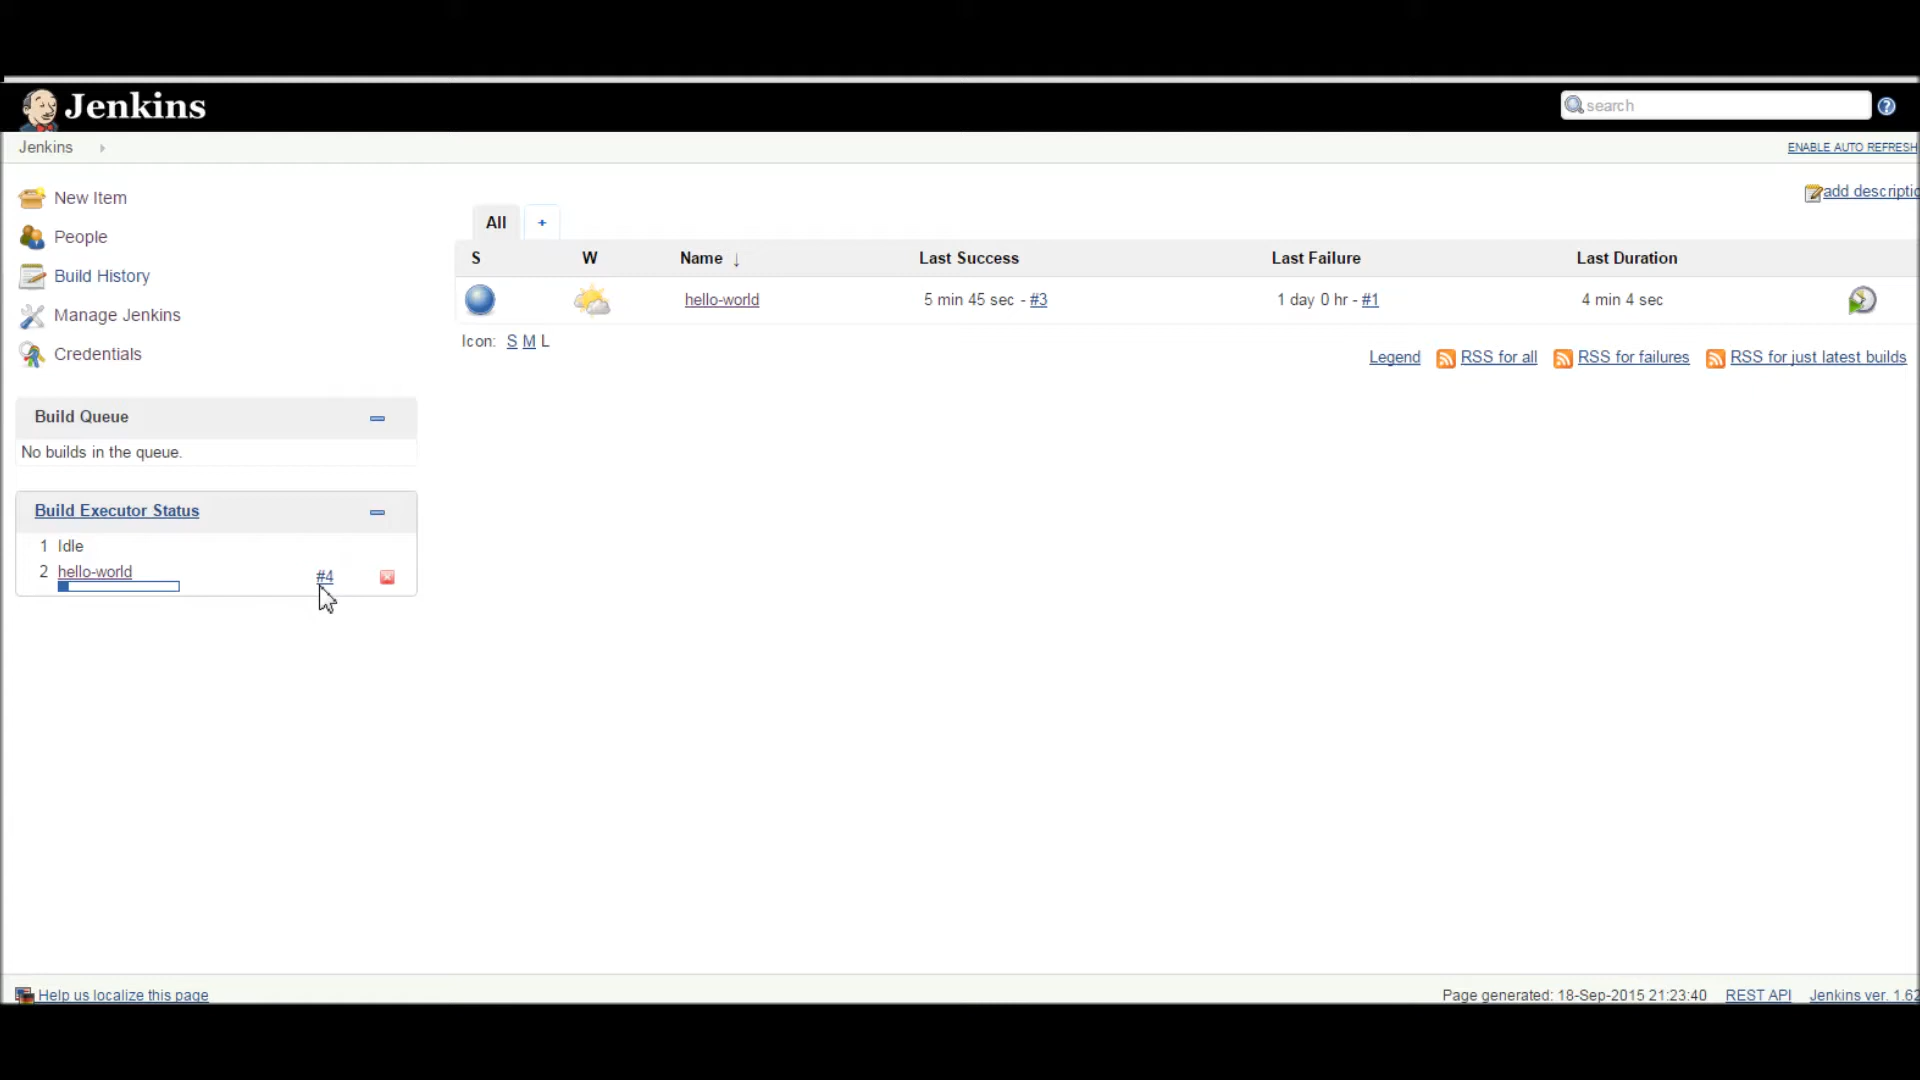 Jenkins
search
Jenkins
ENABLE AUTO REFRESH
New Item
People
Build History
Manage Jenkins
Credentials
add descriptio
All +
S W Name ↓ Last Success Last Failure Last Duration
hello-world 5 min 45 sec - #3 1 day 0 hr - #1 4 min 4 sec
Icon: S M L
Legend RSS for all RSS for failures RSS for just latest builds
Build Queue
No builds in the queue.
Build Executor Status
1 Idle
2 hello-world #4
Help us localize this page
Page generated: 18-Sep-2015 21:23:40 REST API Jenkins ver. 1.62